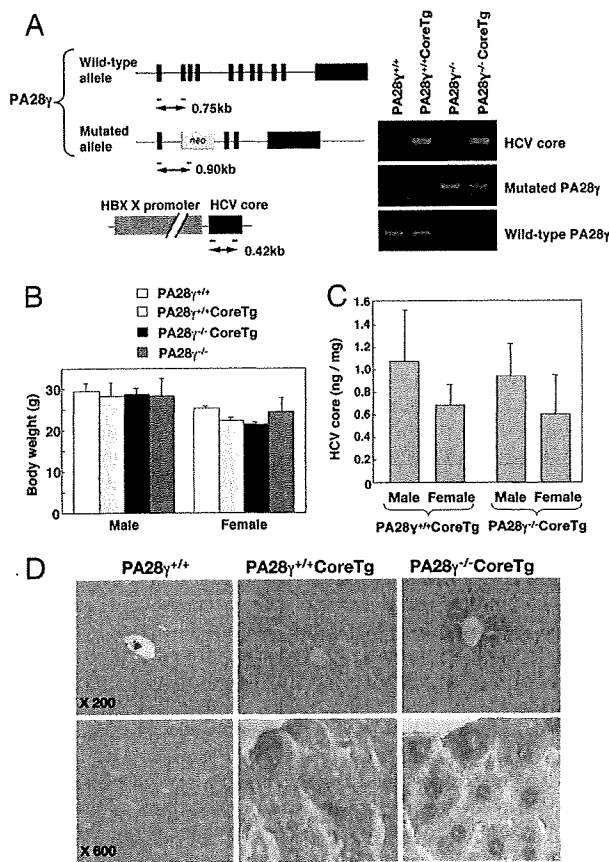 A
PA28γ
Wild-type
allele
0.75kb
Mutated
allele
neo
0.90kb
HBX X promoter
HCV core
0.42kb
PA28γ+/+
PA28γ+/+CoreTg
PA28γ-/-
PA28γ-/-CoreTg
HCV core
Mutated PA28γ
Wild-type PA28γ
B
PA28γ+/+
PA28γ+/+CoreTg
PA28γ-/-CoreTg
PA28γ-/-
Body weight (g)
30
20
10
0
Male
Female
C
HCV core (ng / mg)
1.6
1.4
1.2
1.0
0.8
0.6
0.4
0.2
0
Male Female Male Female
PA28γ+/+CoreTg PA28γ-/-CoreTg
D
PA28γ+/+ PA28γ+/+CoreTg PA28γ-/-CoreTg
X 200
X 600